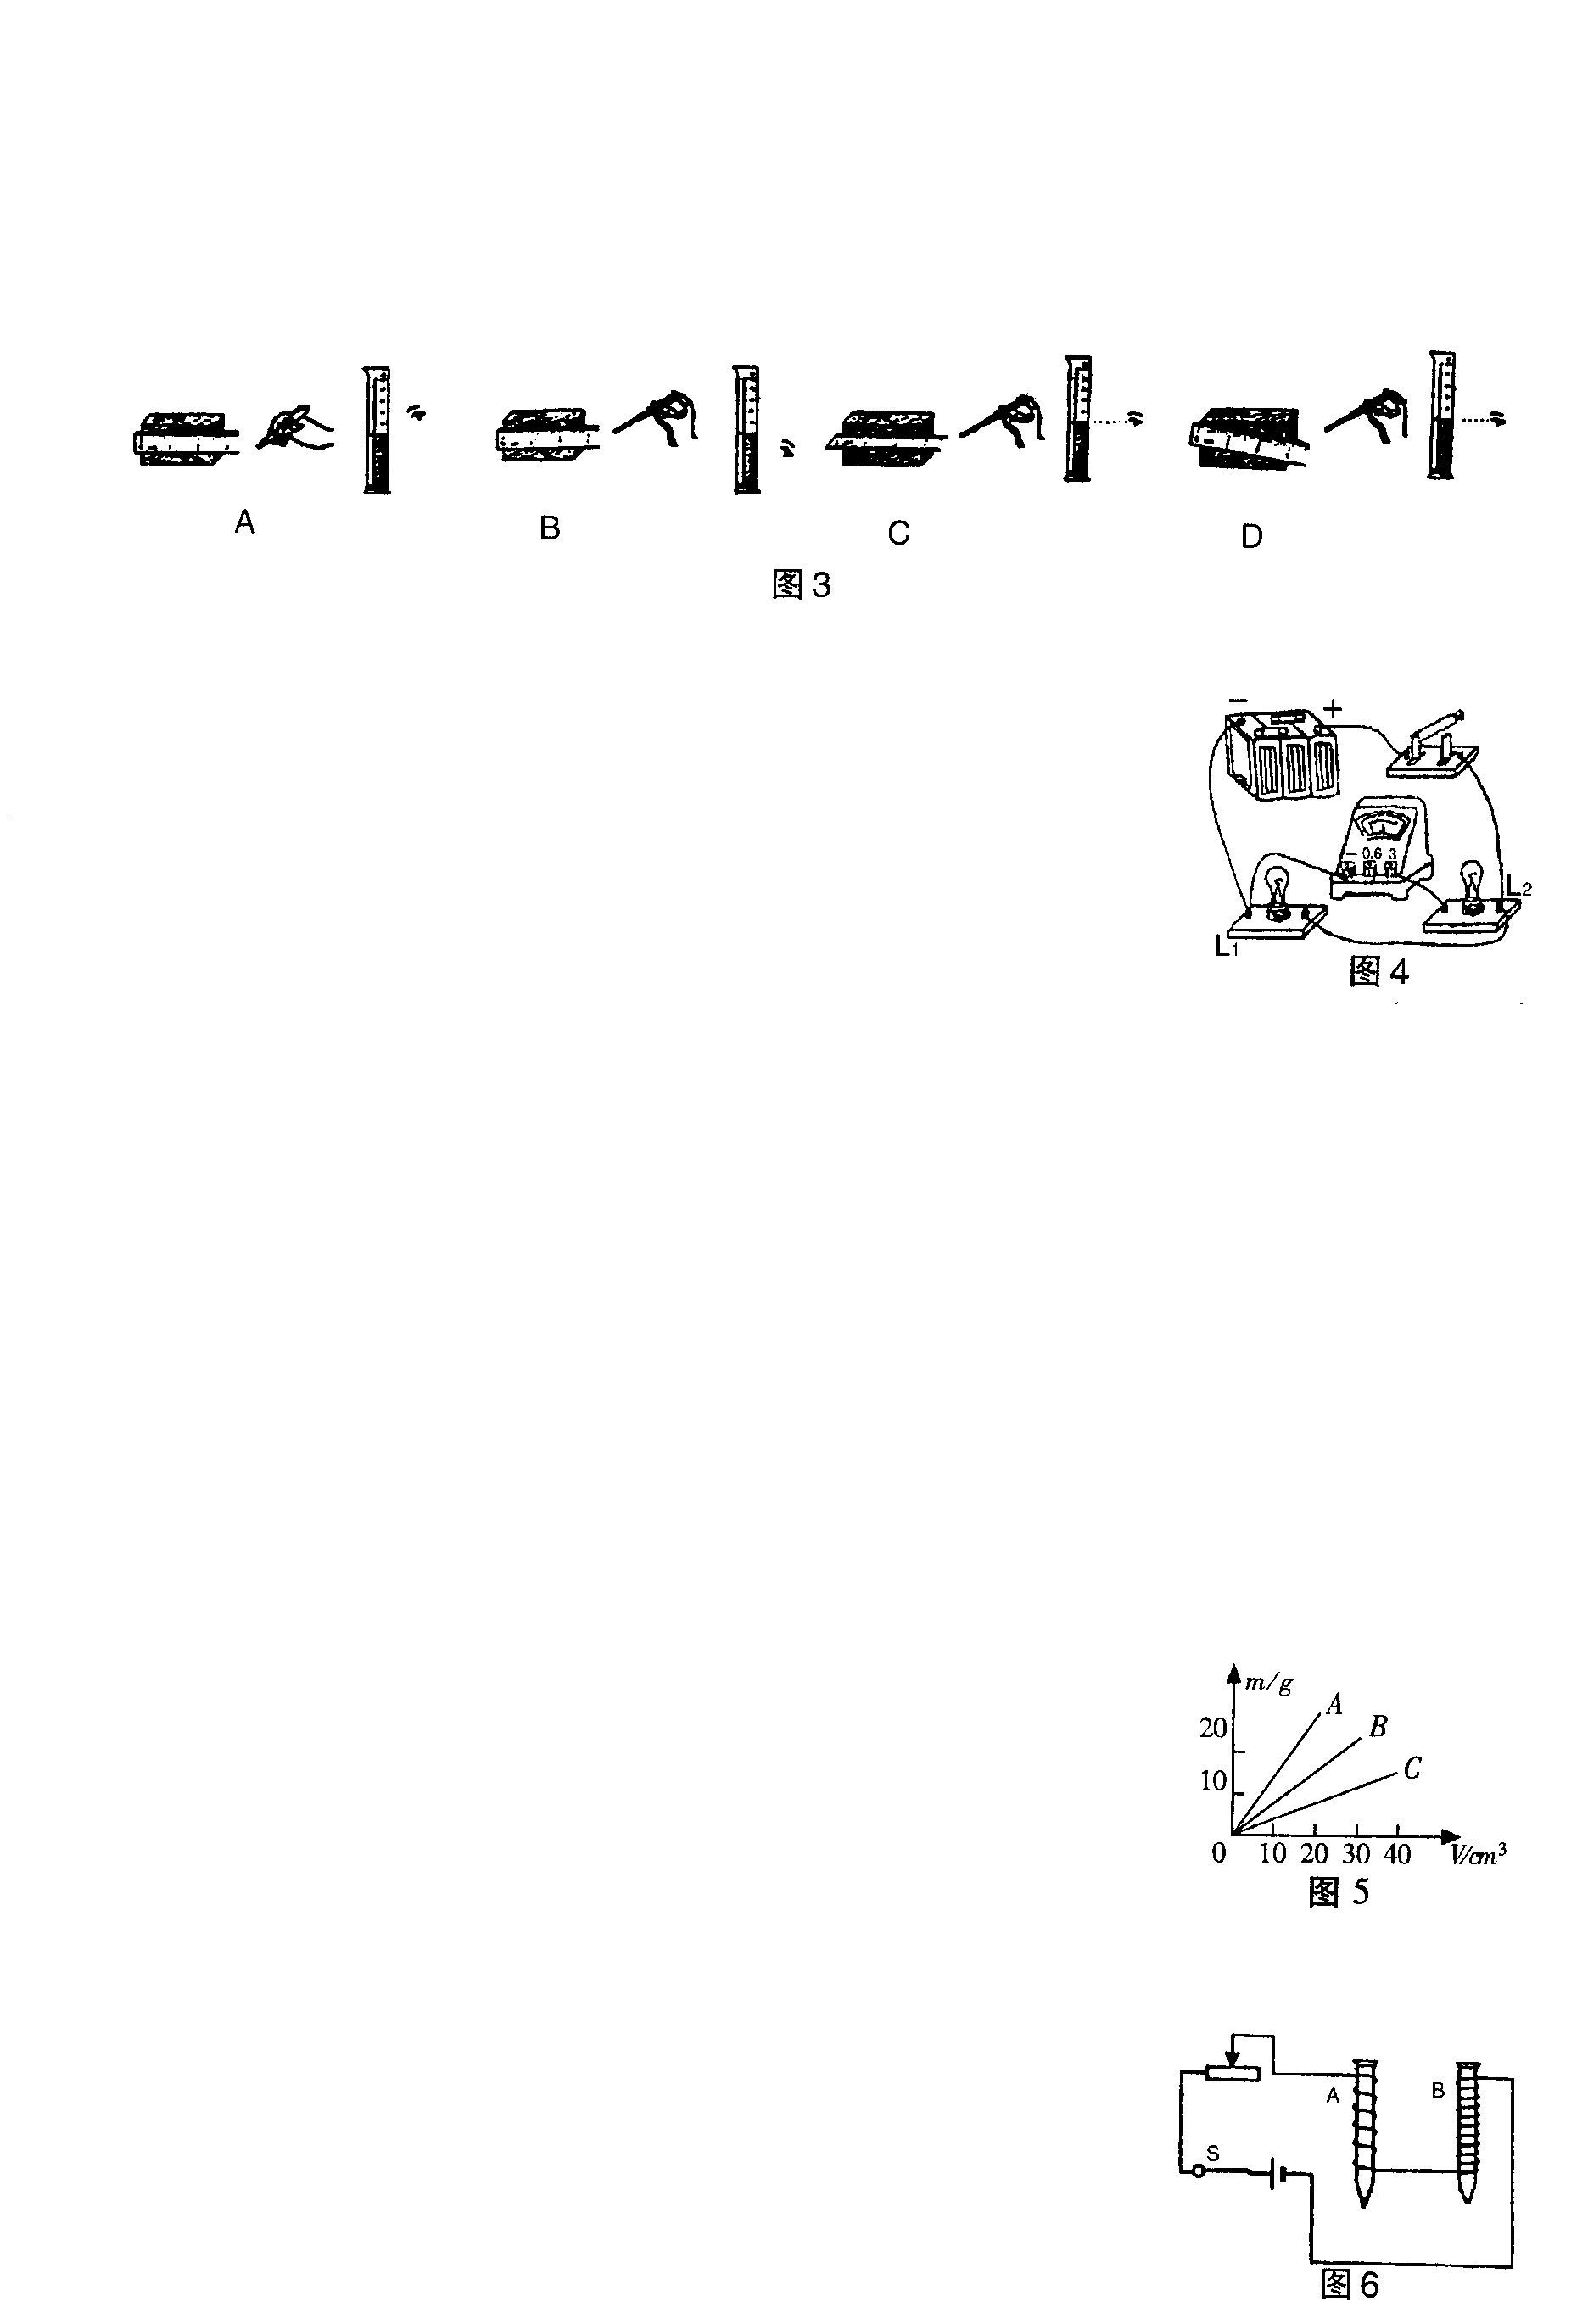 A B C D
图3
− +
− 0.6 3
L2
L1
图4
m/g
A
B
20
C
10
0 10 20 30 40 V/cm³
图 5
A B
S
图6